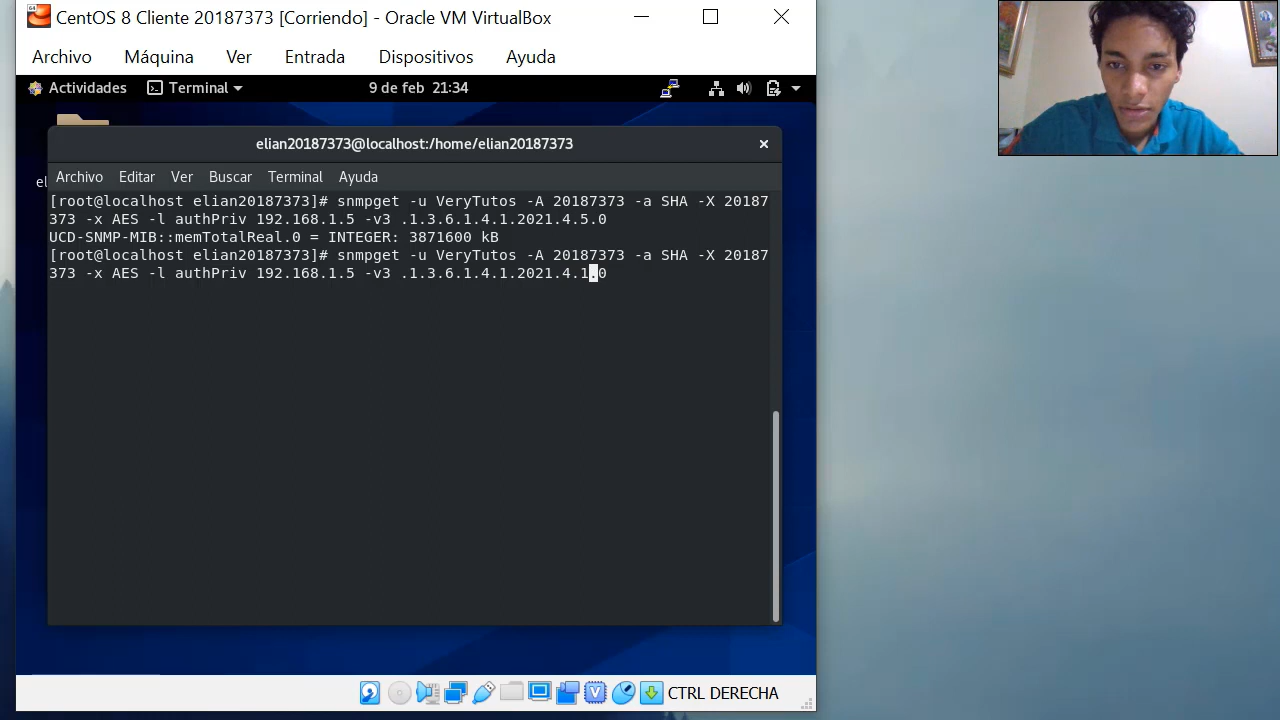 CentOS 8 Cliente 20187373 [Corriendo] - Oracle VM VirtualBox
Archivo Máquina Ver Entrada Dispositivos Ayuda
Actividades Terminal 9 de feb 21:34
el
elian20187373@localhost:/home/elian20187373
Archivo Editar Ver Buscar Terminal Ayuda
[root@localhost elian20187373]# snmpget -u VeryTutos -A 20187373 -a SHA -X 20187
373 -x AES -l authPriv 192.168.1.5 -v3 .1.3.6.1.4.1.2021.4.5.0
UCD-SNMP-MIB::memTotalReal.0 = INTEGER: 3871600 kB
[root@localhost elian20187373]# snmpget -u VeryTutos -A 20187373 -a SHA -X 20187
373 -x AES -l authPriv 192.168.1.5 -v3 .1.3.6.1.4.1.2021.4.1.0
CTRL DERECHA